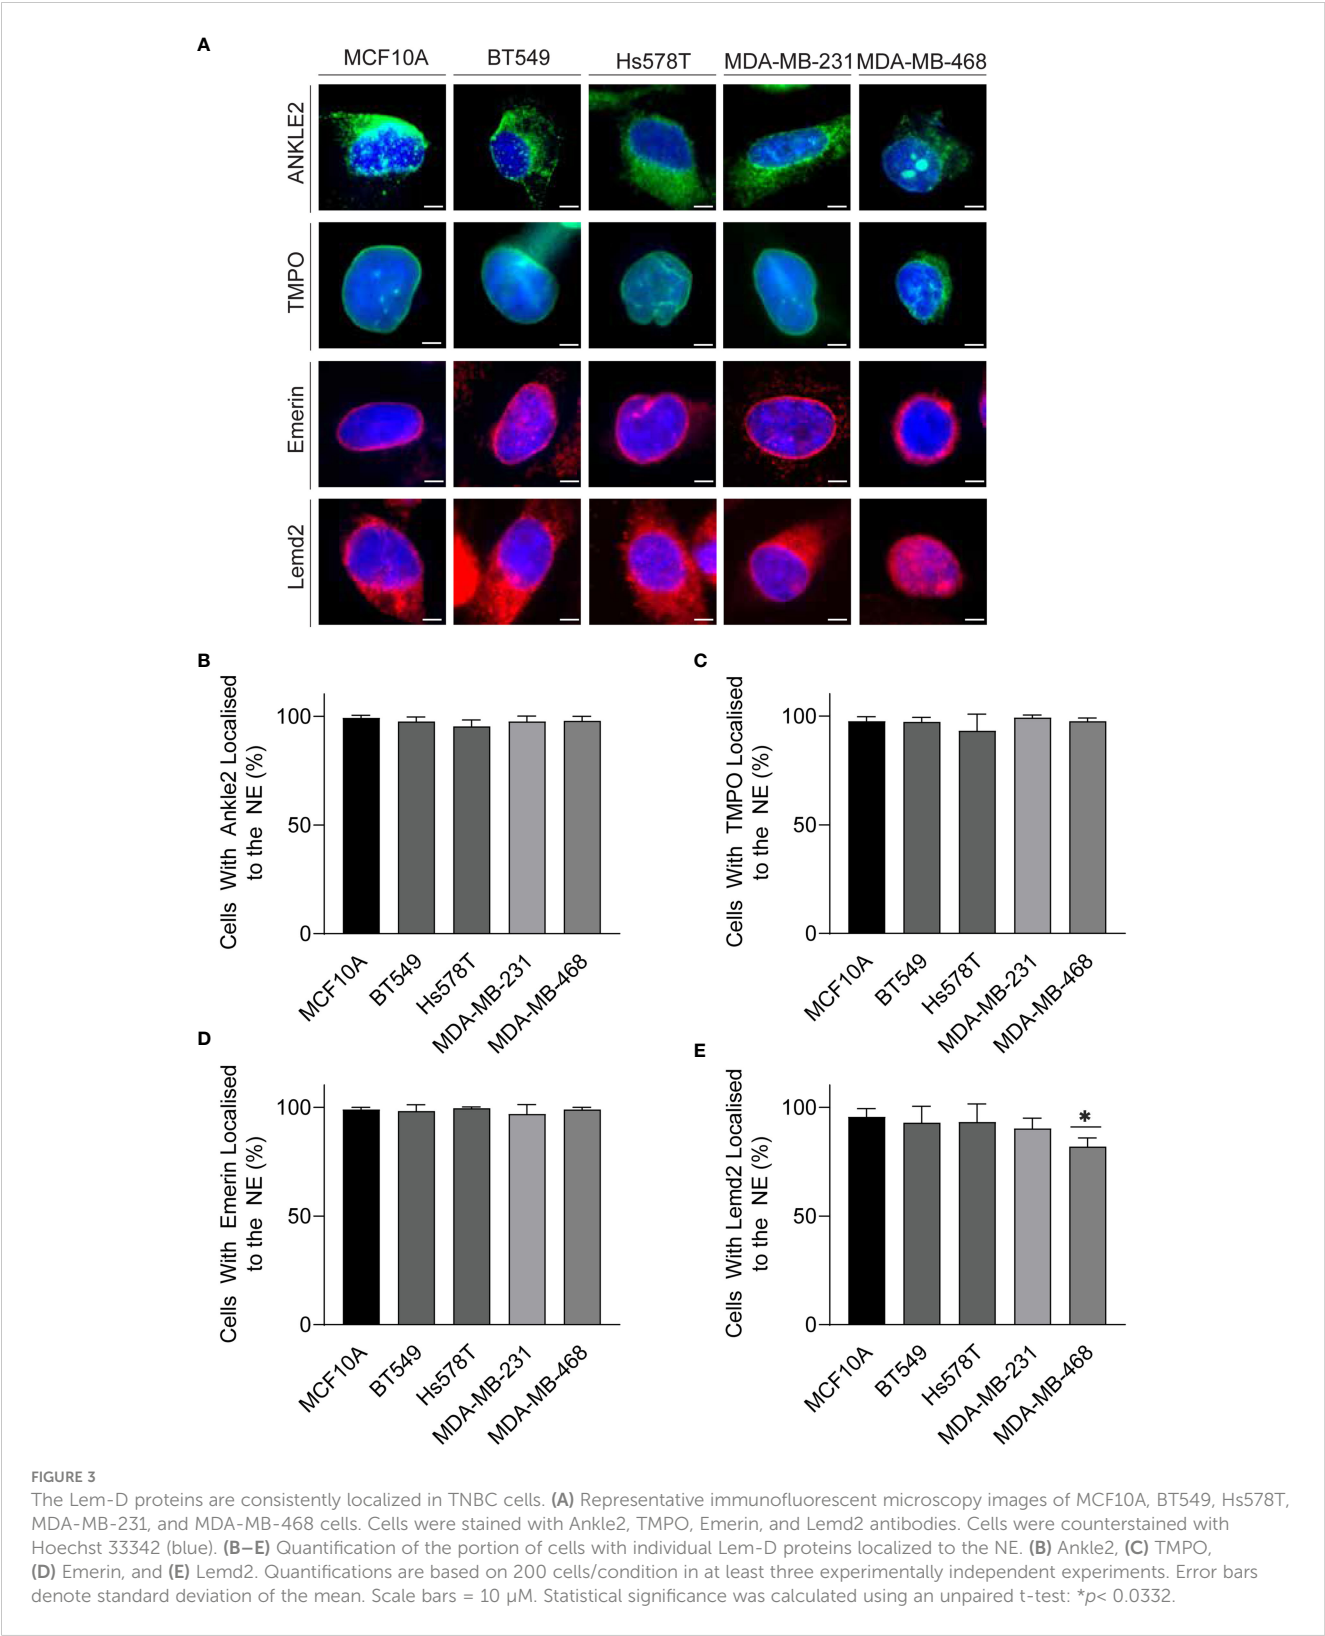 A
MCF10A BT549 Hs578T MDA-MB-231 MDA-MB-468
ANKLE2
TMPO
Emerin
Lemd2
B
Cells With Ankle2 Localised
to the NE (%)
100
50
0
MCF10A
BT549
Hs578T
MDA-MB-231
MDA-MB-468
C
Cells With TMPO Localised
to the NE (%)
100
50
0
MCF10A
BT549
Hs578T
MDA-MB-231
MDA-MB-468
D
Cells With Emerin Localised
to the NE (%)
100
50
0
MCF10A
BT549
Hs578T
MDA-MB-231
MDA-MB-468
E
Cells With Lemd2 Localised
to the NE (%)
100
50
0
*
MCF10A
BT549
Hs578T
MDA-MB-231
MDA-MB-468
FIGURE 3
The Lem-D proteins are consistently localized in TNBC cells. (A) Representative immunofluorescent microscopy images of MCF10A, BT549, Hs578T,
MDA-MB-231, and MDA-MB-468 cells. Cells were stained with Ankle2, TMPO, Emerin, and Lemd2 antibodies. Cells were counterstained with
Hoechst 33342 (blue). (B–E) Quantification of the portion of cells with individual Lem-D proteins localized to the NE. (B) Ankle2, (C) TMPO,
(D) Emerin, and (E) Lemd2. Quantifications are based on 200 cells/condition in at least three experimentally independent experiments. Error bars
denote standard deviation of the mean. Scale bars = 10 µM. Statistical significance was calculated using an unpaired t-test: *p< 0.0332.